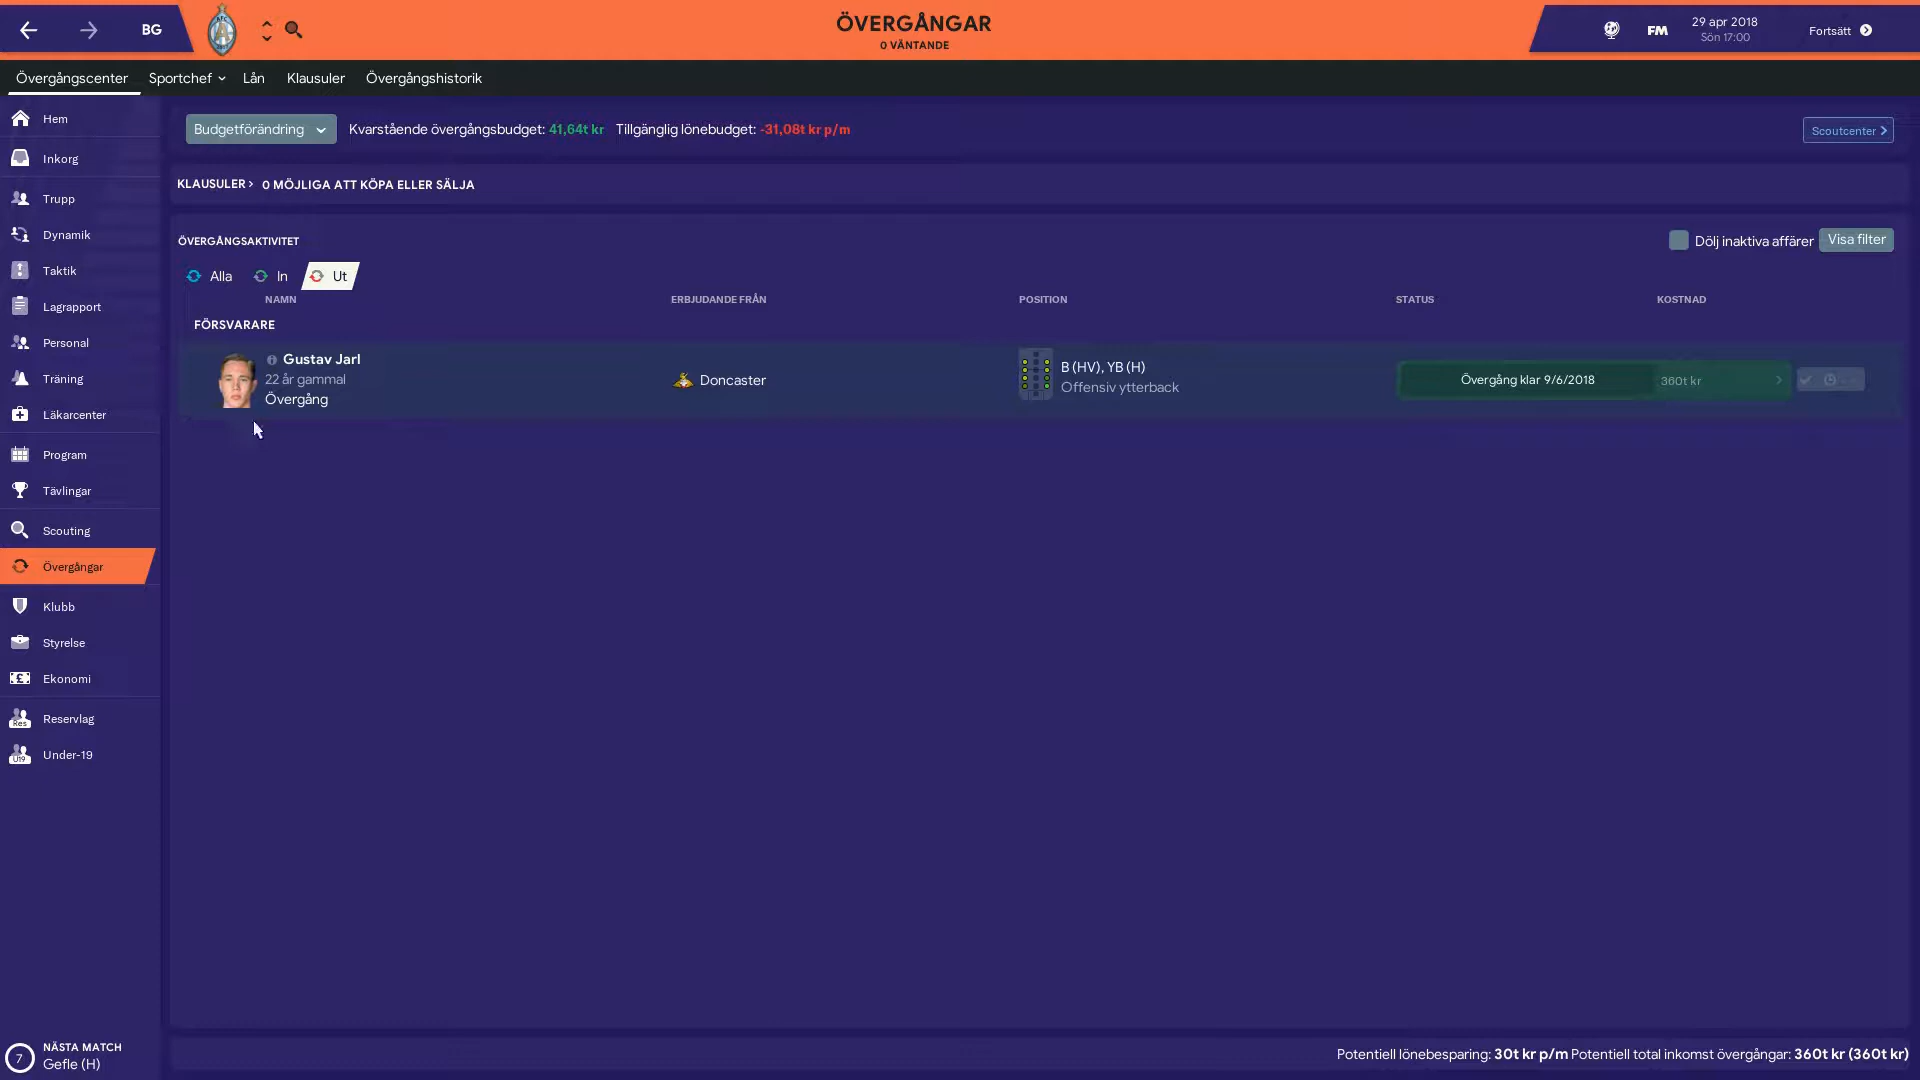 BG
ÖVERGÅNGAR
0 VÄNTANDE
FM
29 apr 2018
Sön 17:00
Fortsätt
Övergångscenter Sportchef Lån Klausuler Övergångshistorik
Hem
Inkorg
Trupp
Dynamik
Taktik
Lagrapport
Personal
Träning
Läkarcenter
Program
Tävlingar
Scouting
Övergångar
Klubb
Styrelse
Ekonomi
Res
Reservlag
U19
Under-19
7
NÄSTA MATCH
Gefle (H)
Budgetförändring Kvarstående övergångsbudget: 41,64t kr Tillgänglig lönebudget: -31,08t kr p/m
Scoutcenter
KLAUSULER > 0 MÖJLIGA ATT KÖPA ELLER SÄLJA
ÖVERGÅNGSAKTIVITET
Dölj inaktiva affärer Visa filter
Alla In Ut
NAMN ERBJUDANDE FRÅN POSITION STATUS KOSTNAD
FÖRSVARARE
Gustav Jarl
22 år gammal
Övergång
Doncaster
B (HV), YB (H)
Offensiv ytterback
Övergång klar 9/6/2018 360t kr
Potentiell lönebesparing: 30t kr p/m Potentiell total inkomst övergångar: 360t kr (360t kr)